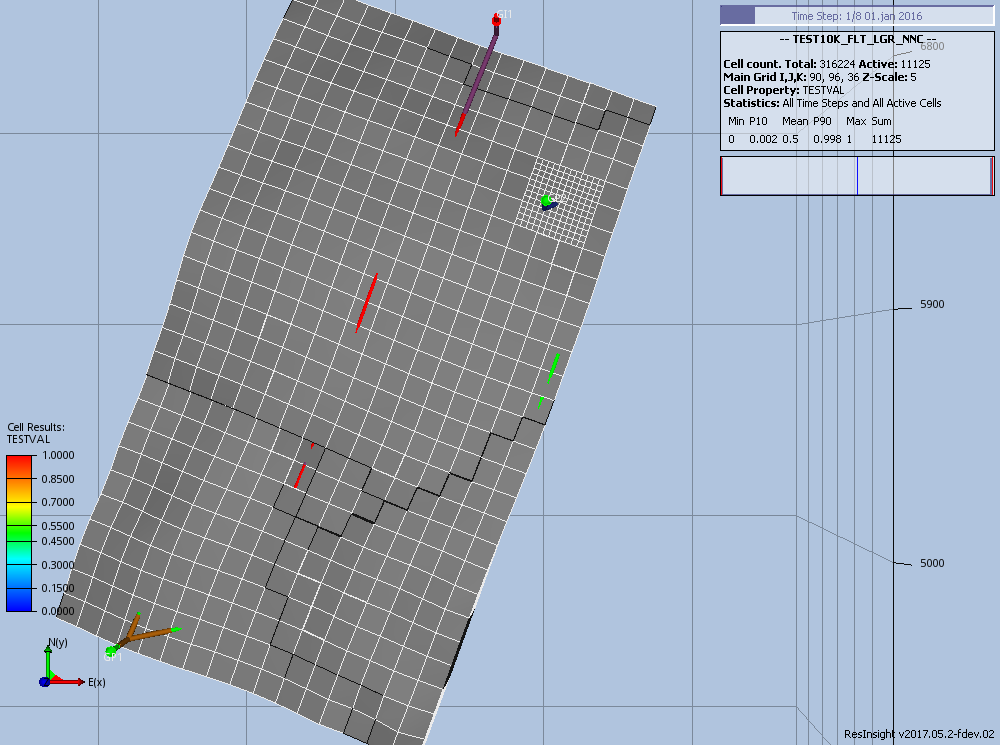 Time Step: 1/8 01.jan 2016
-- TEST10K_FLT_LGR_NNC --
Cell count. Total: 316224 Active: 11125
Main Grid I,J,K: 90, 96, 36 Z-Scale: 5
Cell Property: TESTVAL
Statistics: All Time Steps and All Active Cells
Min P10 Mean P90 Max Sum
0 0.002 0.5 0.998 1 11125
6800
5900
5000
GI1
Cell Results:
TESTVAL
1.0000
0.8500
0.7000
0.5500
0.4500
0.3000
0.1500
0.0000
GP1
N(y)
E(x)
ResInsight v2017.05.2-fdev.02